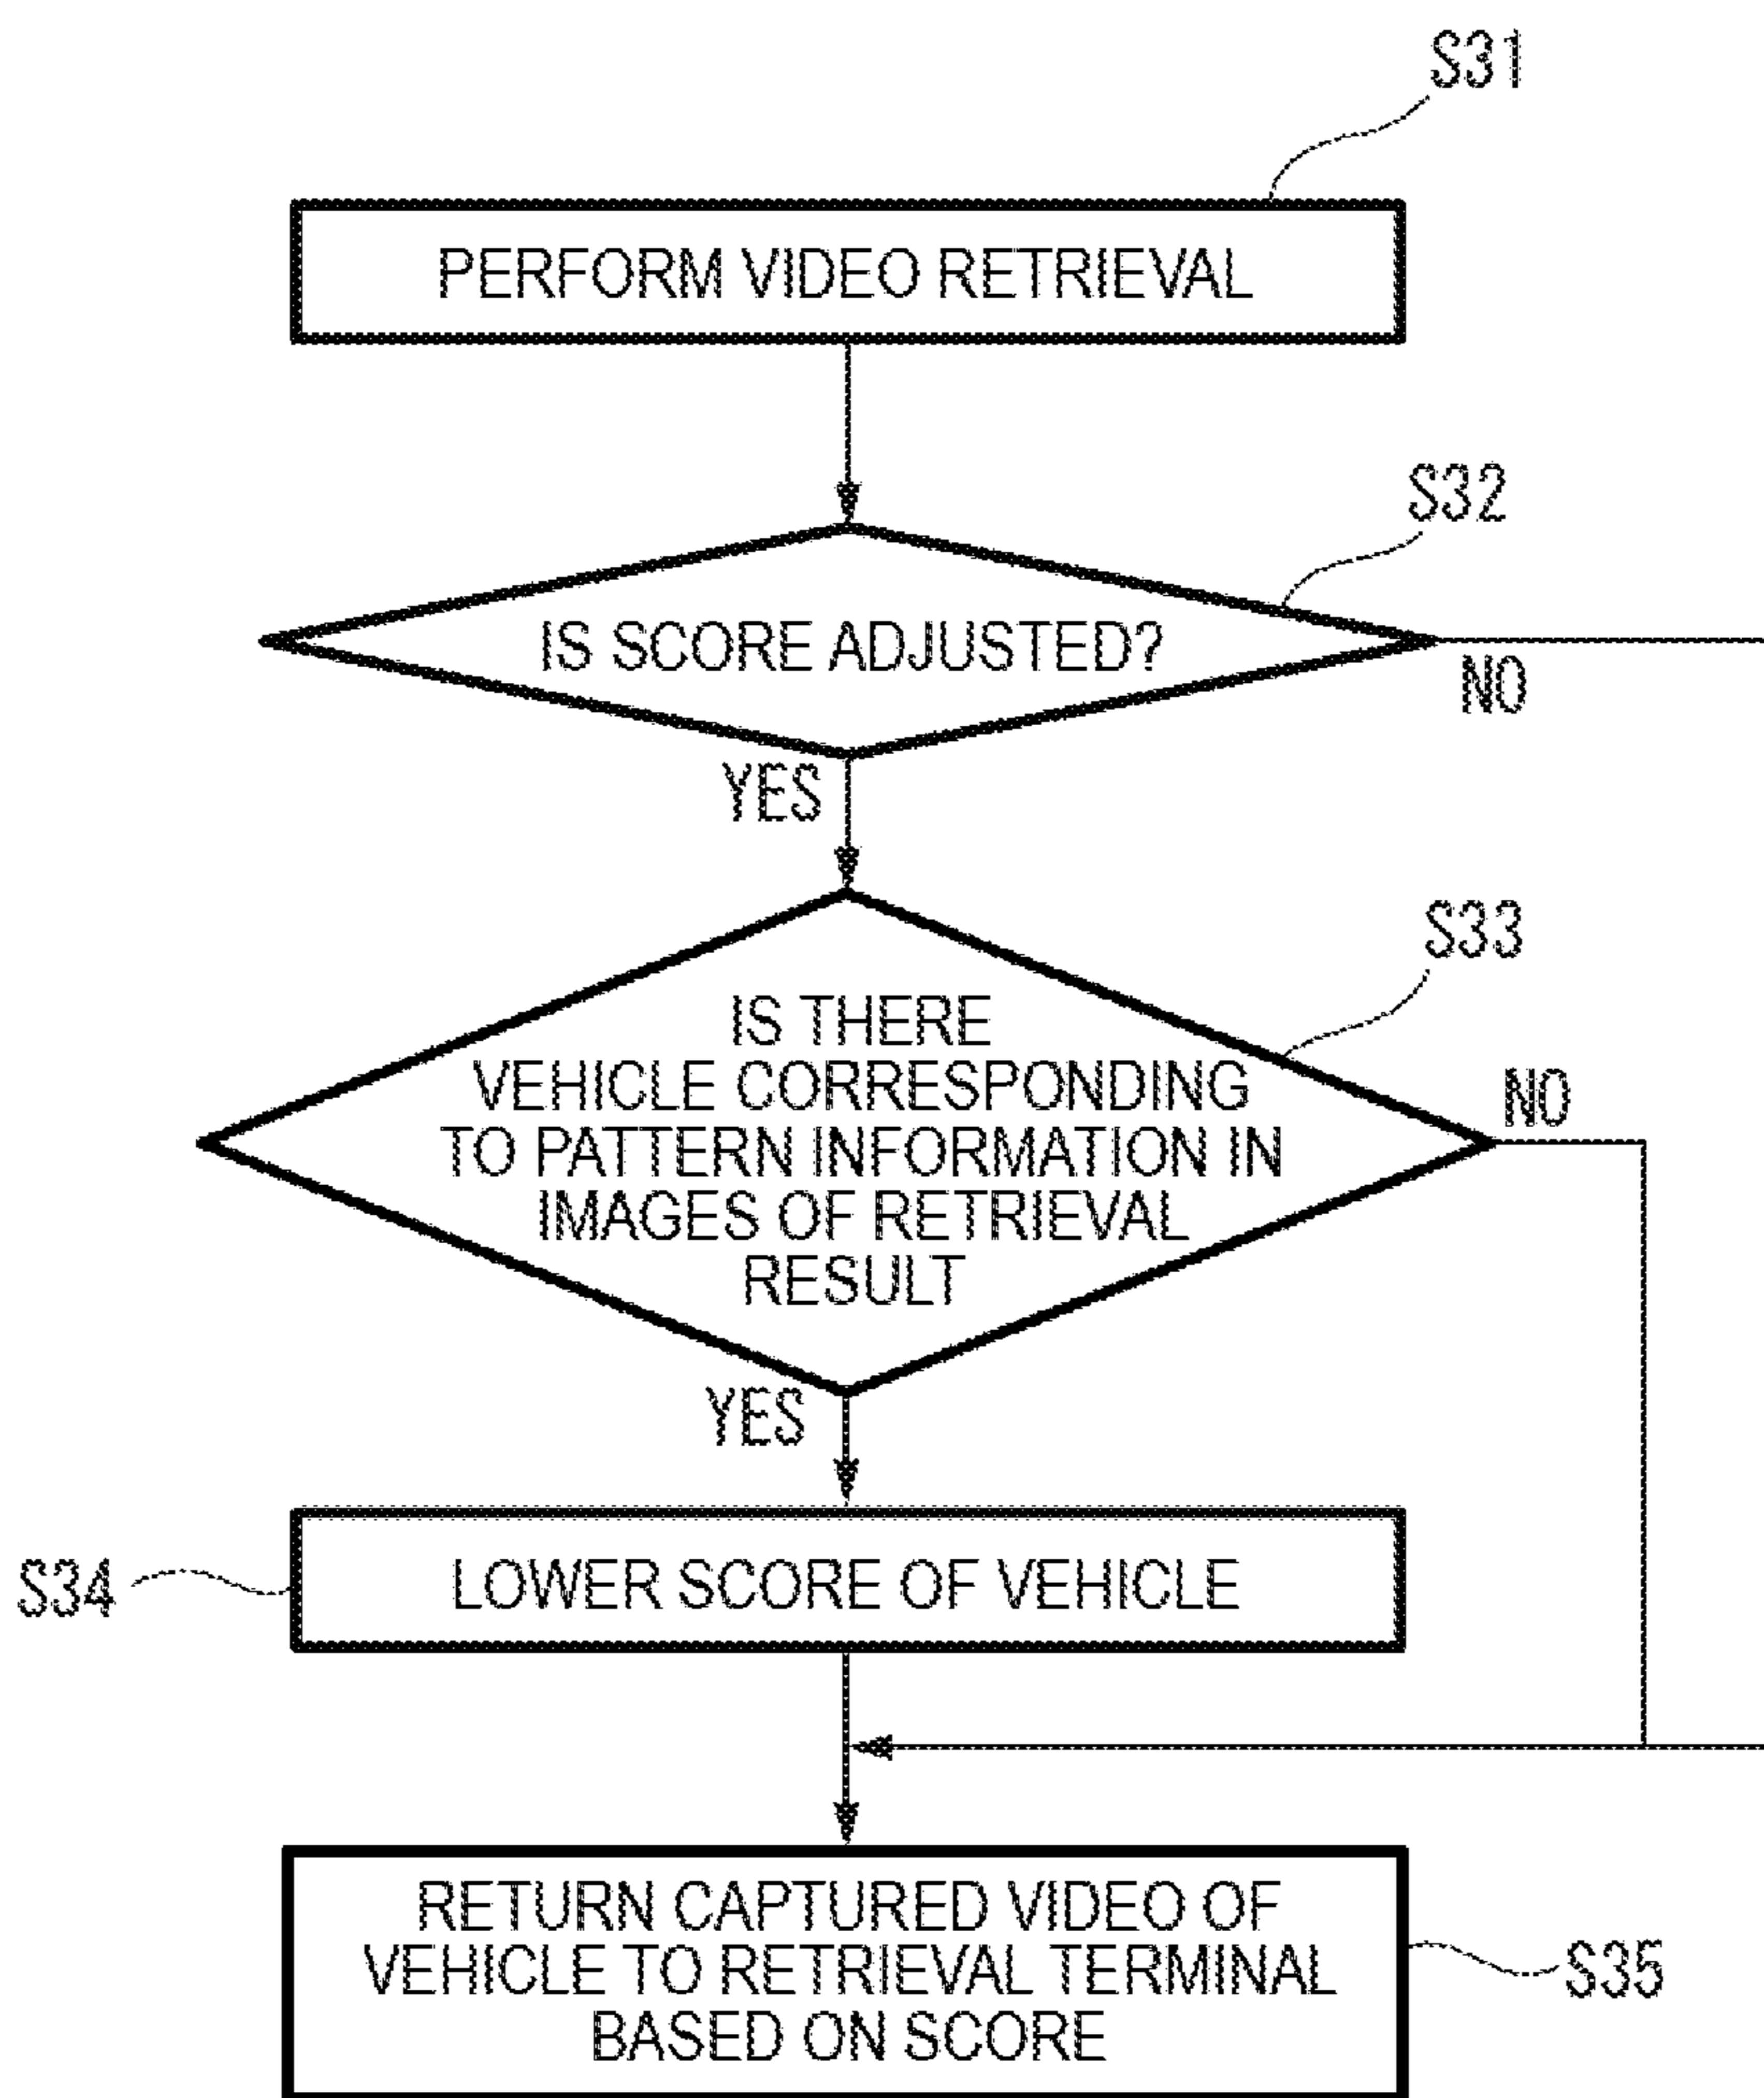 S31
PERFORM VIDEO RETRIEVAL
S32
IS SCORE ADJUSTED?
NO
YES
S33
IS THERE
VEHICLE CORRESPONDING
TO PATTERN INFORMATION IN
IMAGES OF RETRIEVAL
RESULT
NO
YES
S34
LOWER SCORE OF VEHICLE
RETURN CAPTURED VIDEO OF
VEHICLE TO RETRIEVAL TERMINAL
BASED ON SCORE
S35